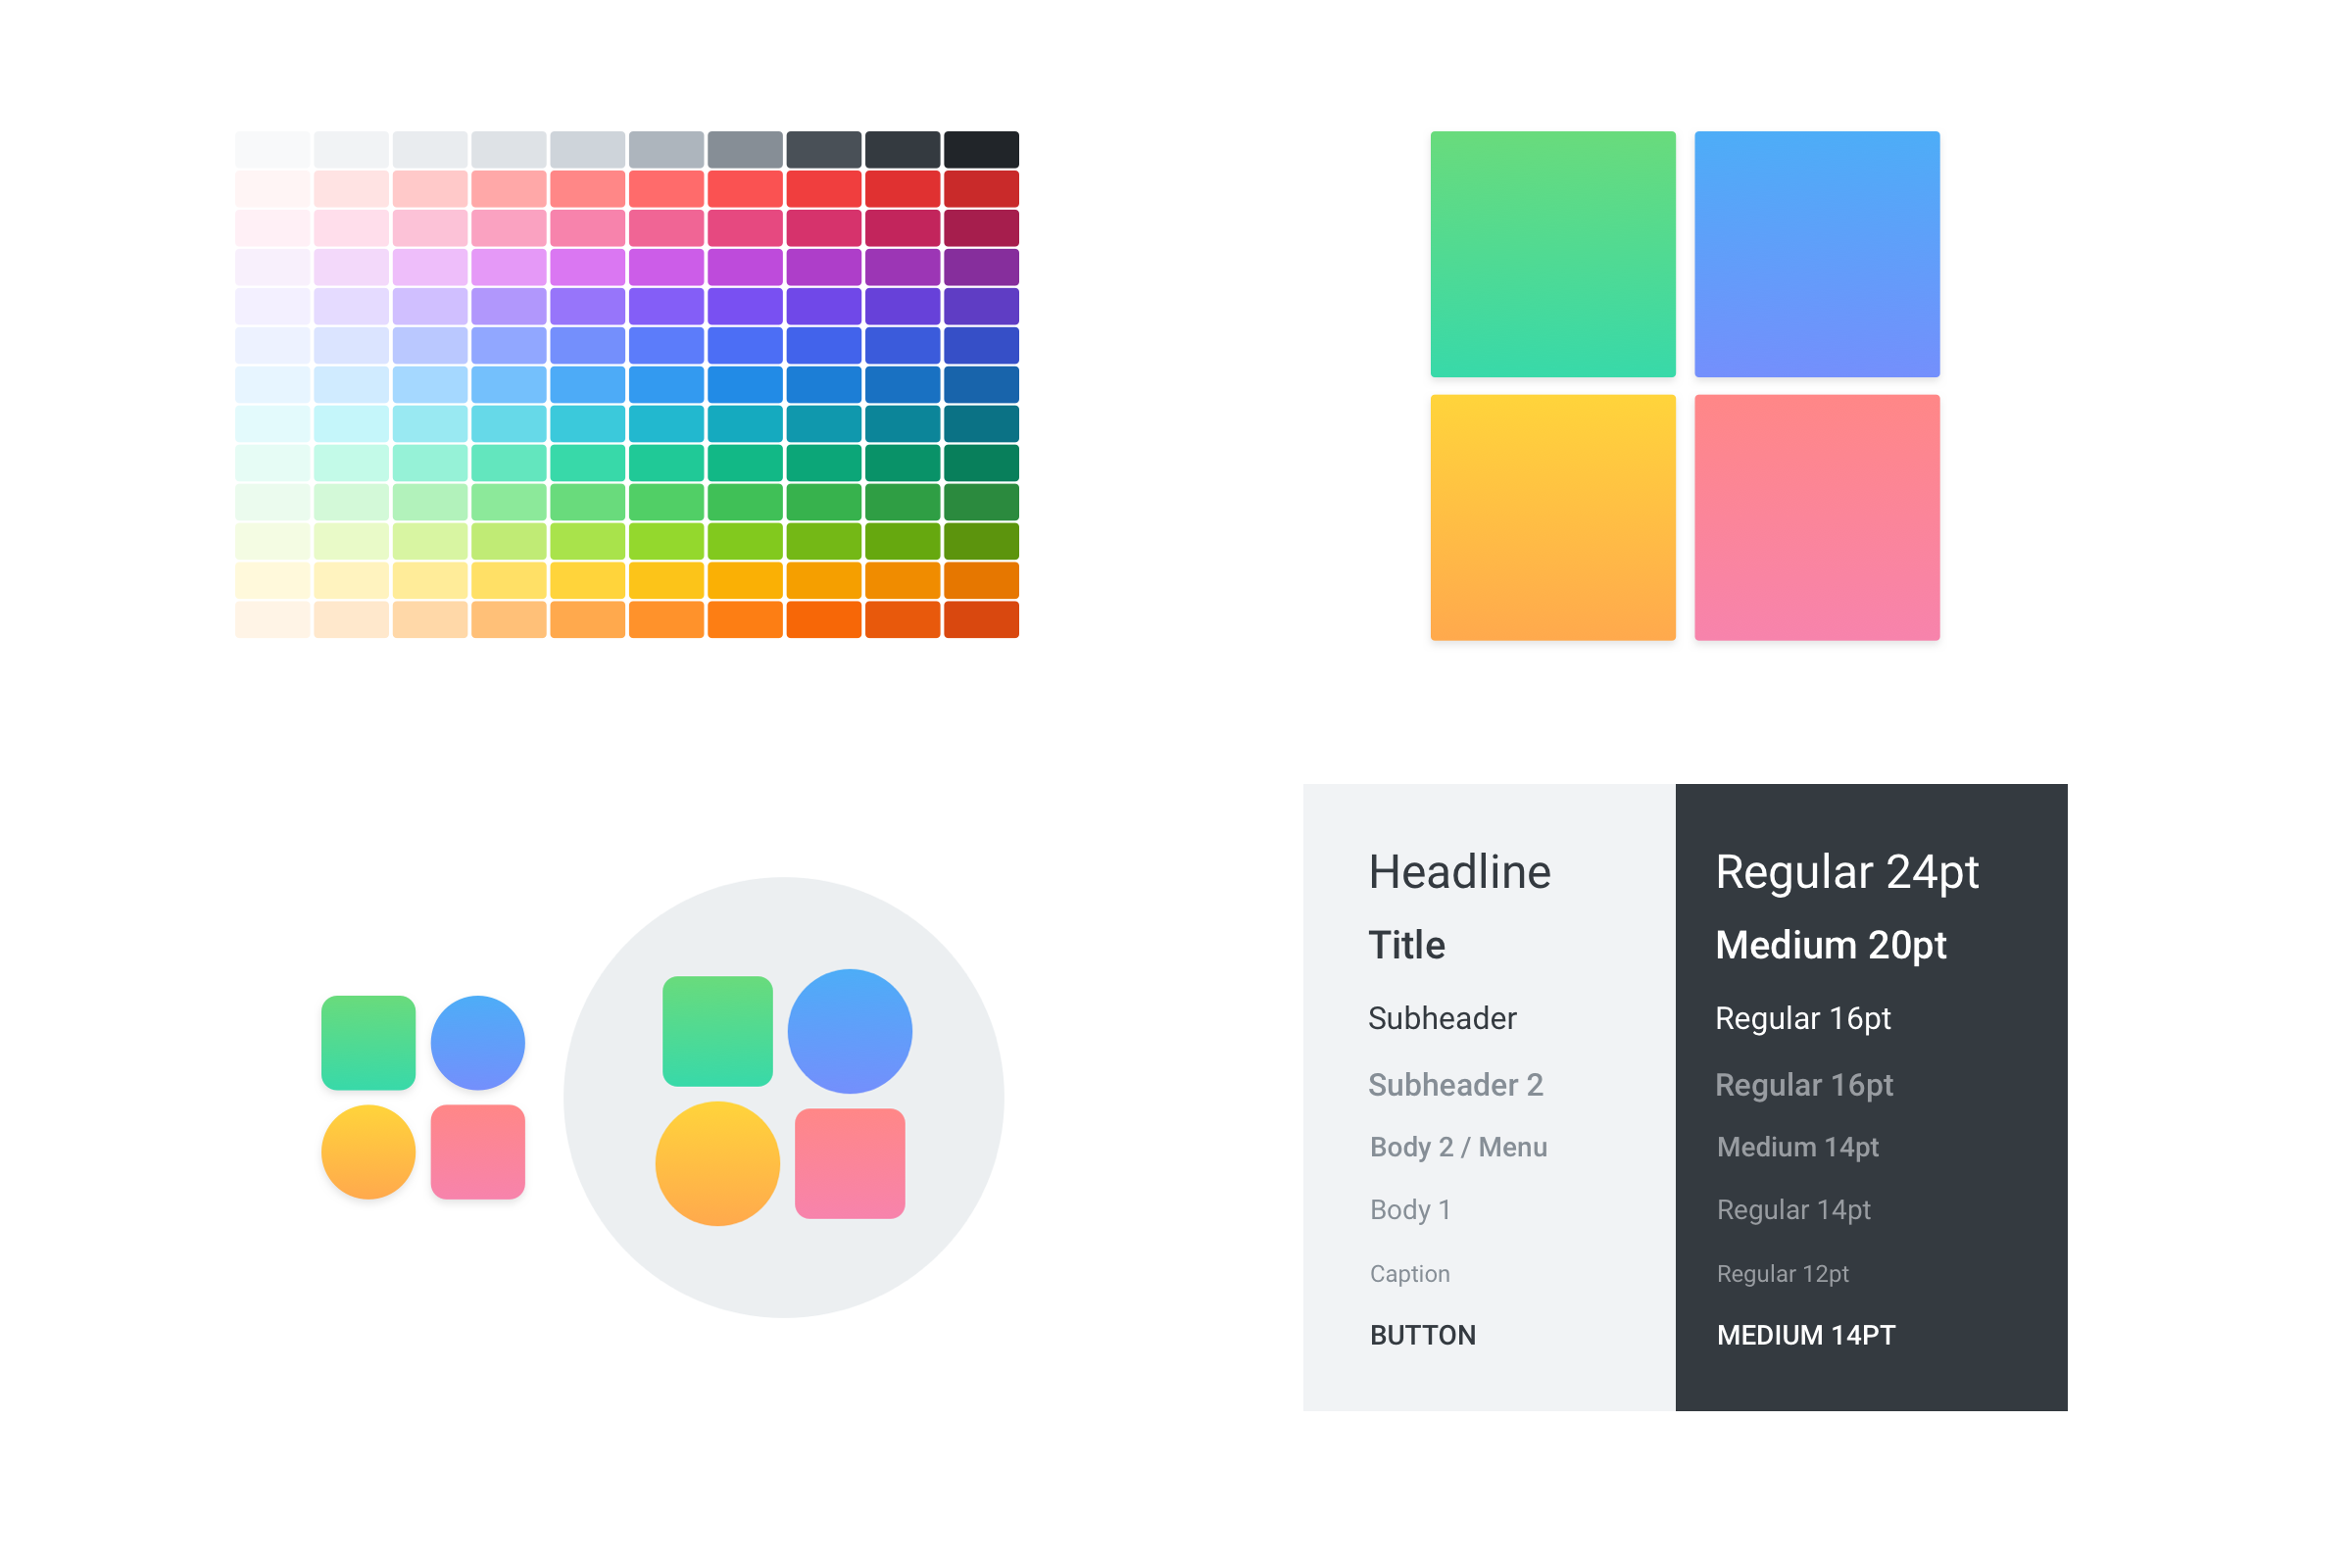 Headline
Regular 24pt
Title
Medium 20pt
Subheader
Regular 16pt
Subheader 2
Regular 16pt
Body 2 / Menu
Medium 14pt
Body 1
Regular 14pt
Caption
Regular 12pt
BUTTON
MEDIUM 14PT